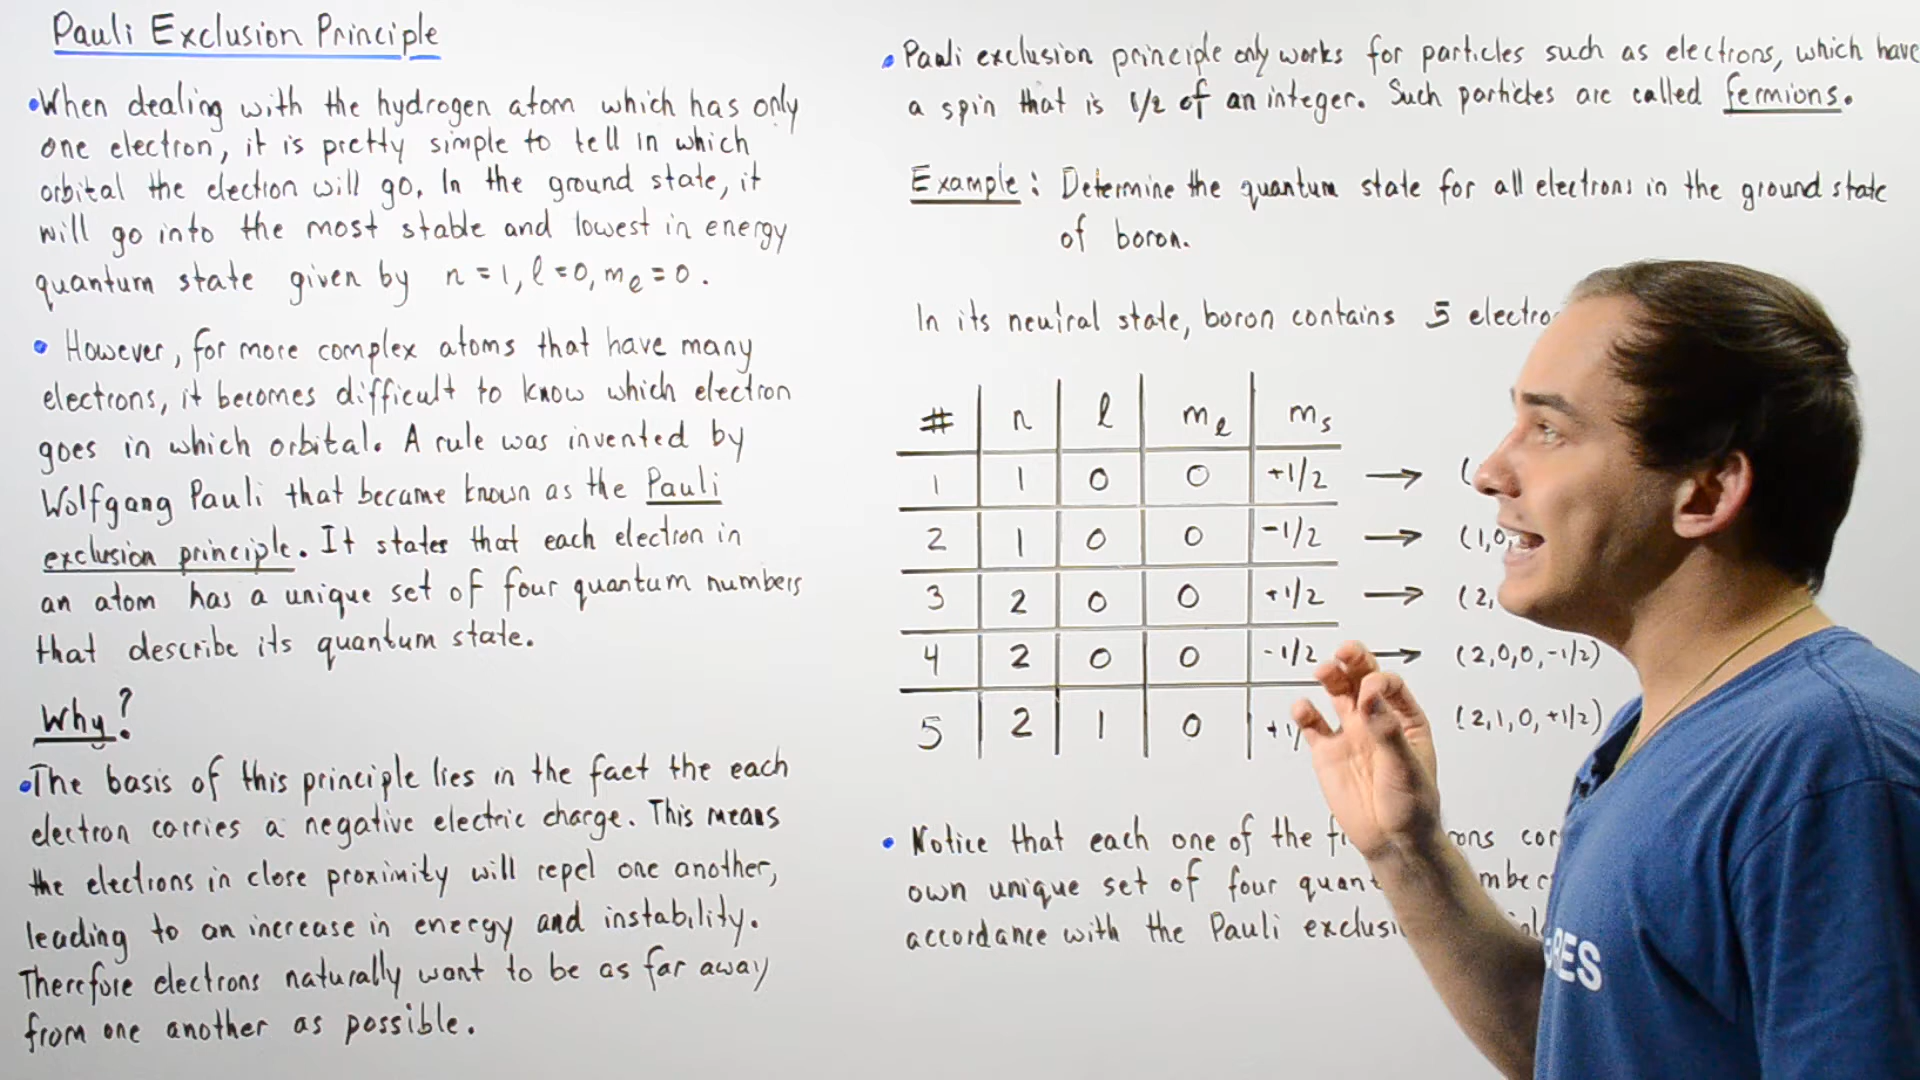 Pauli Exclusion Principle
•When dealing with the hydrogen atom which has only
one electron, it is pretty simple to tell in which
orbital the election will go. In the ground state, it
will go into the most stable and lowest in energy
quantum state given by n=1, ℓ=0, mℓ=0.
• However, for more complex atoms that have many
electrons, it becomes difficult to know which electron
goes in which orbital. A rule was invented by
Wolfgang Pauli that became known as the Pauli
exclusion principle. It states that each electron in
an atom has a unique set of four quantum numbers
that describe its quantum state.
Why?
•The basis of this principle lies in the fact the each
electron carries a negative electric charge. This means
the electrons in close proximity will repel one another,
leading to an increase in energy and instability.
Therefore electrons naturally want to be as far away
from one another as possible.
• Pauli exclusion principle only works for particles such as electrons, which have
a spin that is 1/2 of an integer. Such particles are called fermions.
Example: Determine the quantum state for all electrons in the ground state
of boron.
In its neutral state, boron contains 5 electro
# n ℓ mℓ ms
1 1 0 0 +1/2 → (
2 1 0 0 -1/2 → (1,0,
3 2 0 0 +1/2 → (2,
4 2 0 0 -1/2 → (2,0,0,-1/2)
5 2 1 0 +1/ (2,1,0,+1/2)
• Notice that each one of the f ons con
own unique set of four quant mber
accordance with the Pauli exclusi
RES